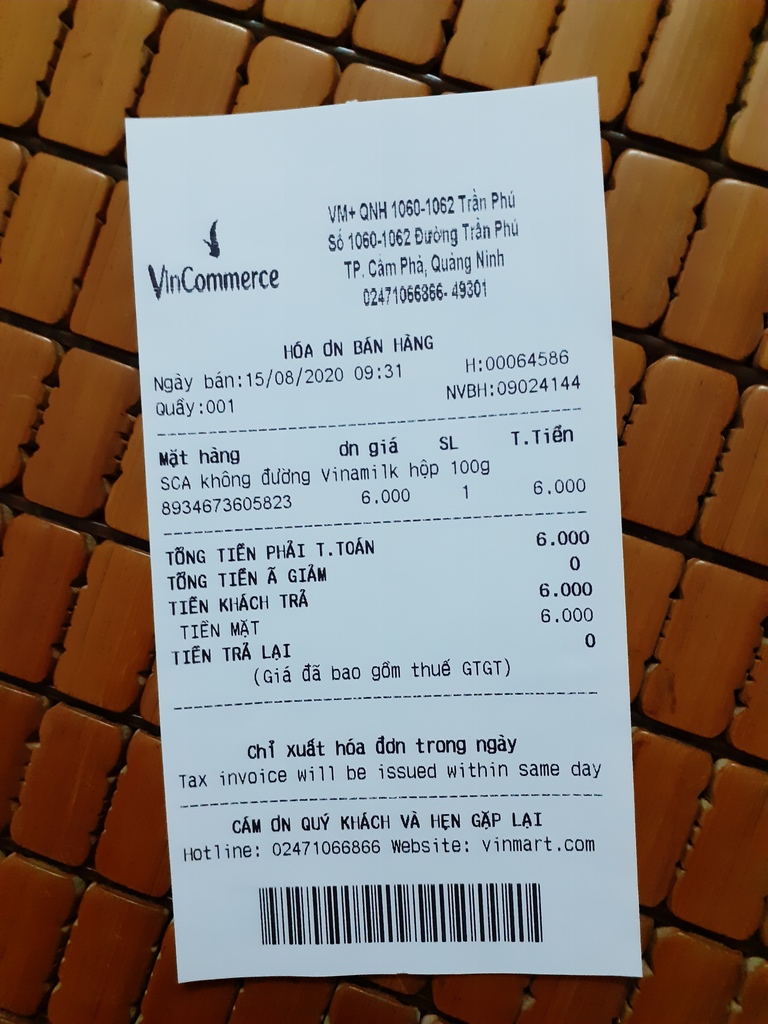 VinCommerce
VM+ QNH 1060-1062 Trần Phú
Số 1060-1062 Đường Trần Phú
TP. Cẩm Phả, Quảng Ninh
02471066866- 49301
HÓA ƠN BÁN HÀNG
Ngày bán:15/08/2020 09:31 H:00064586
Quầy:001 NVBH:09024144
Mặt hàng ơn giá SL T.Tiền
SCA không đường Vinamilk hộp 100g
8934673605823 6.000 1 6.000
TỔNG TIỀN PHẢI T.TOÁN 6.000
TỔNG TIỀN Ã GIẢM 0
TIỀN KHÁCH TRẢ 6.000
TIỀN MẶT 6.000
TIỀN TRẢ LẠI 0
(Giá đã bao gồm thuế GTGT)
Chỉ xuất hóa đơn trong ngày
Tax invoice will be issued within same day
CÁM ƠN QUÝ KHÁCH VÀ HẸN GẶP LẠI
Hotline: 02471066866 Website: vinmart.com